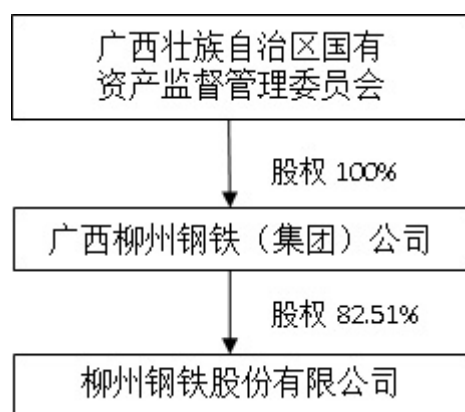 广西壮族自治区国有
资产监督管理委员会
股权 100%
广西柳州钢铁（集团）公司
股权 82.51%
柳州钢铁股份有限公司